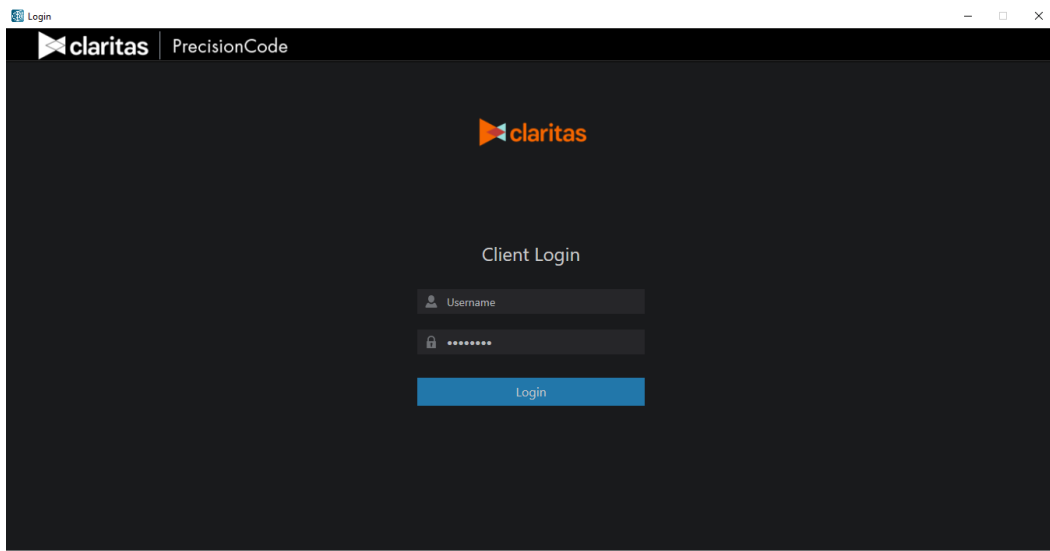 Login
claritas PrecisionCode
claritas
Client Login
Username
••••••••
Login